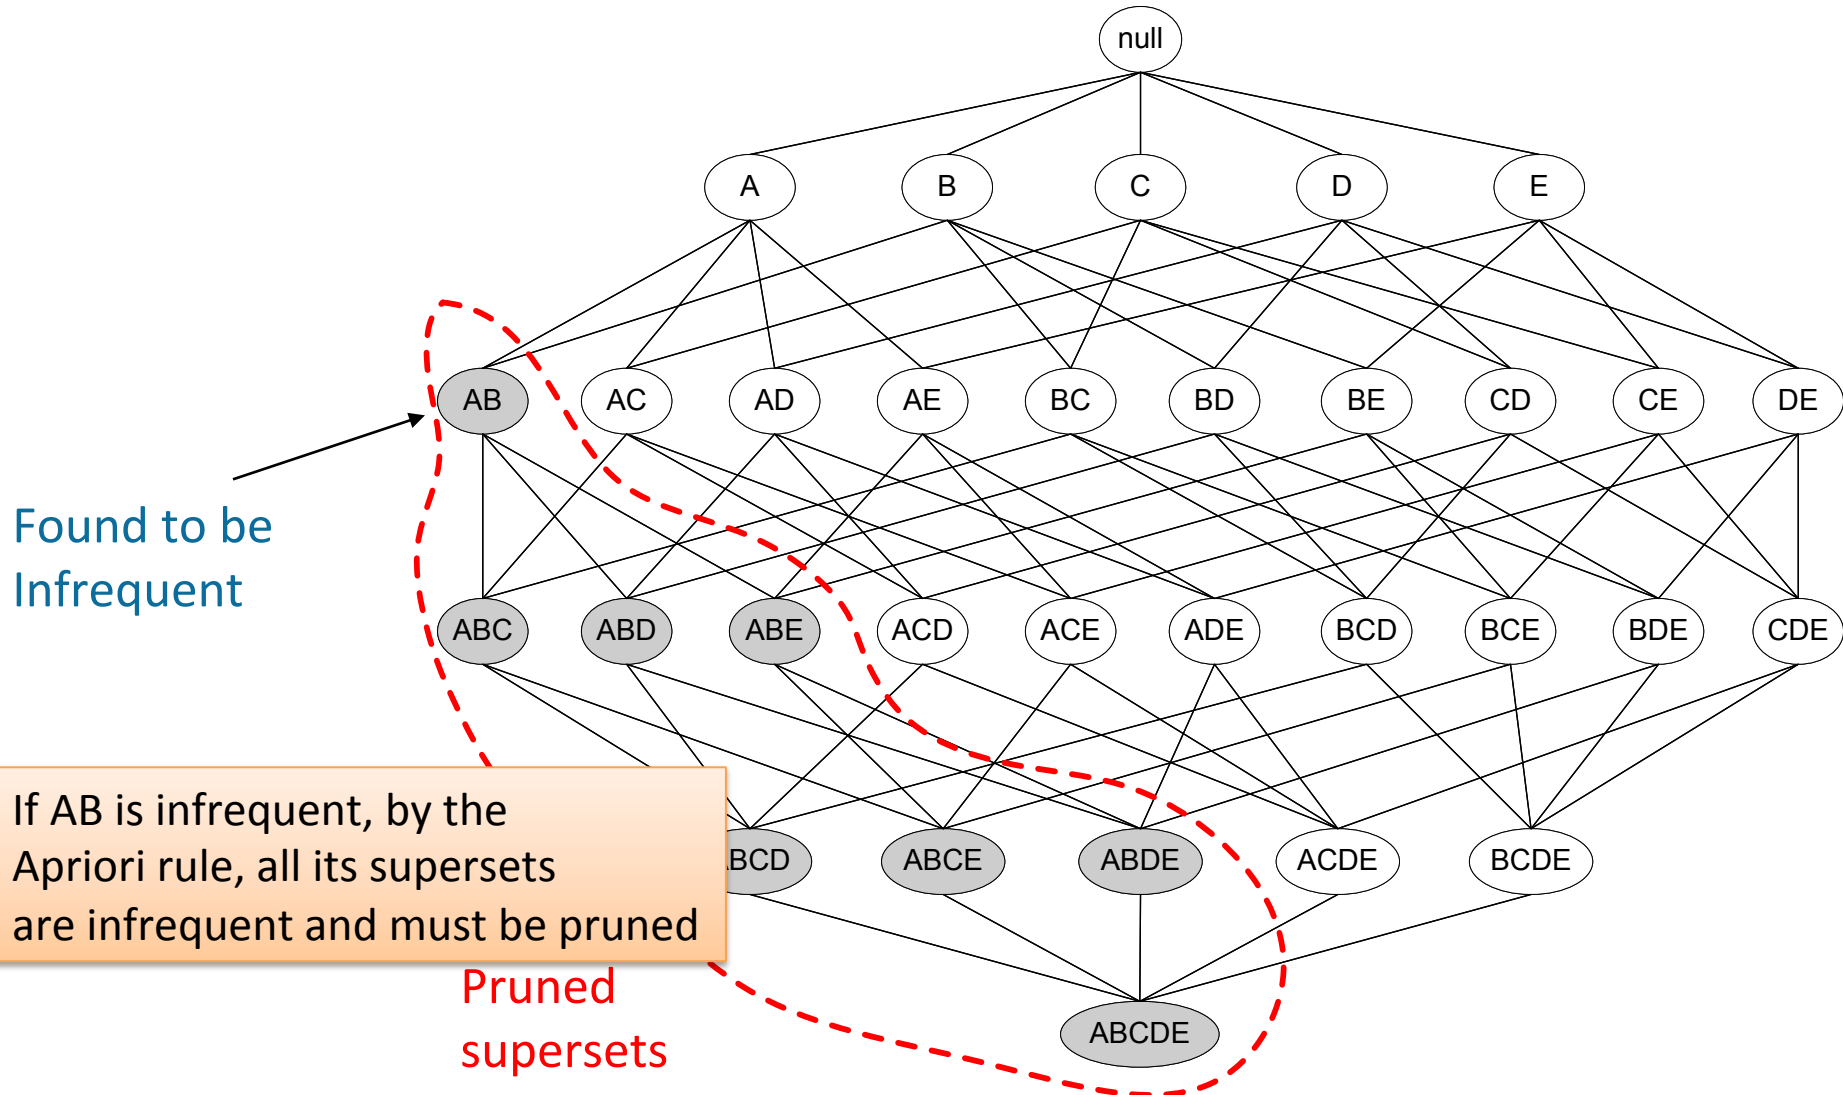 null
A B C D E
AB AC AD AE BC BD BE CD CE DE
Found to be
Infrequent
ABC ABD ABE ACD ACE ADE BCD BCE BDE CDE
If AB is infrequent, by the
Apriori rule, all its supersets
are infrequent and must be pruned
BCD ABCE ABDE ACDE BCDE
Pruned
supersets
ABCDE